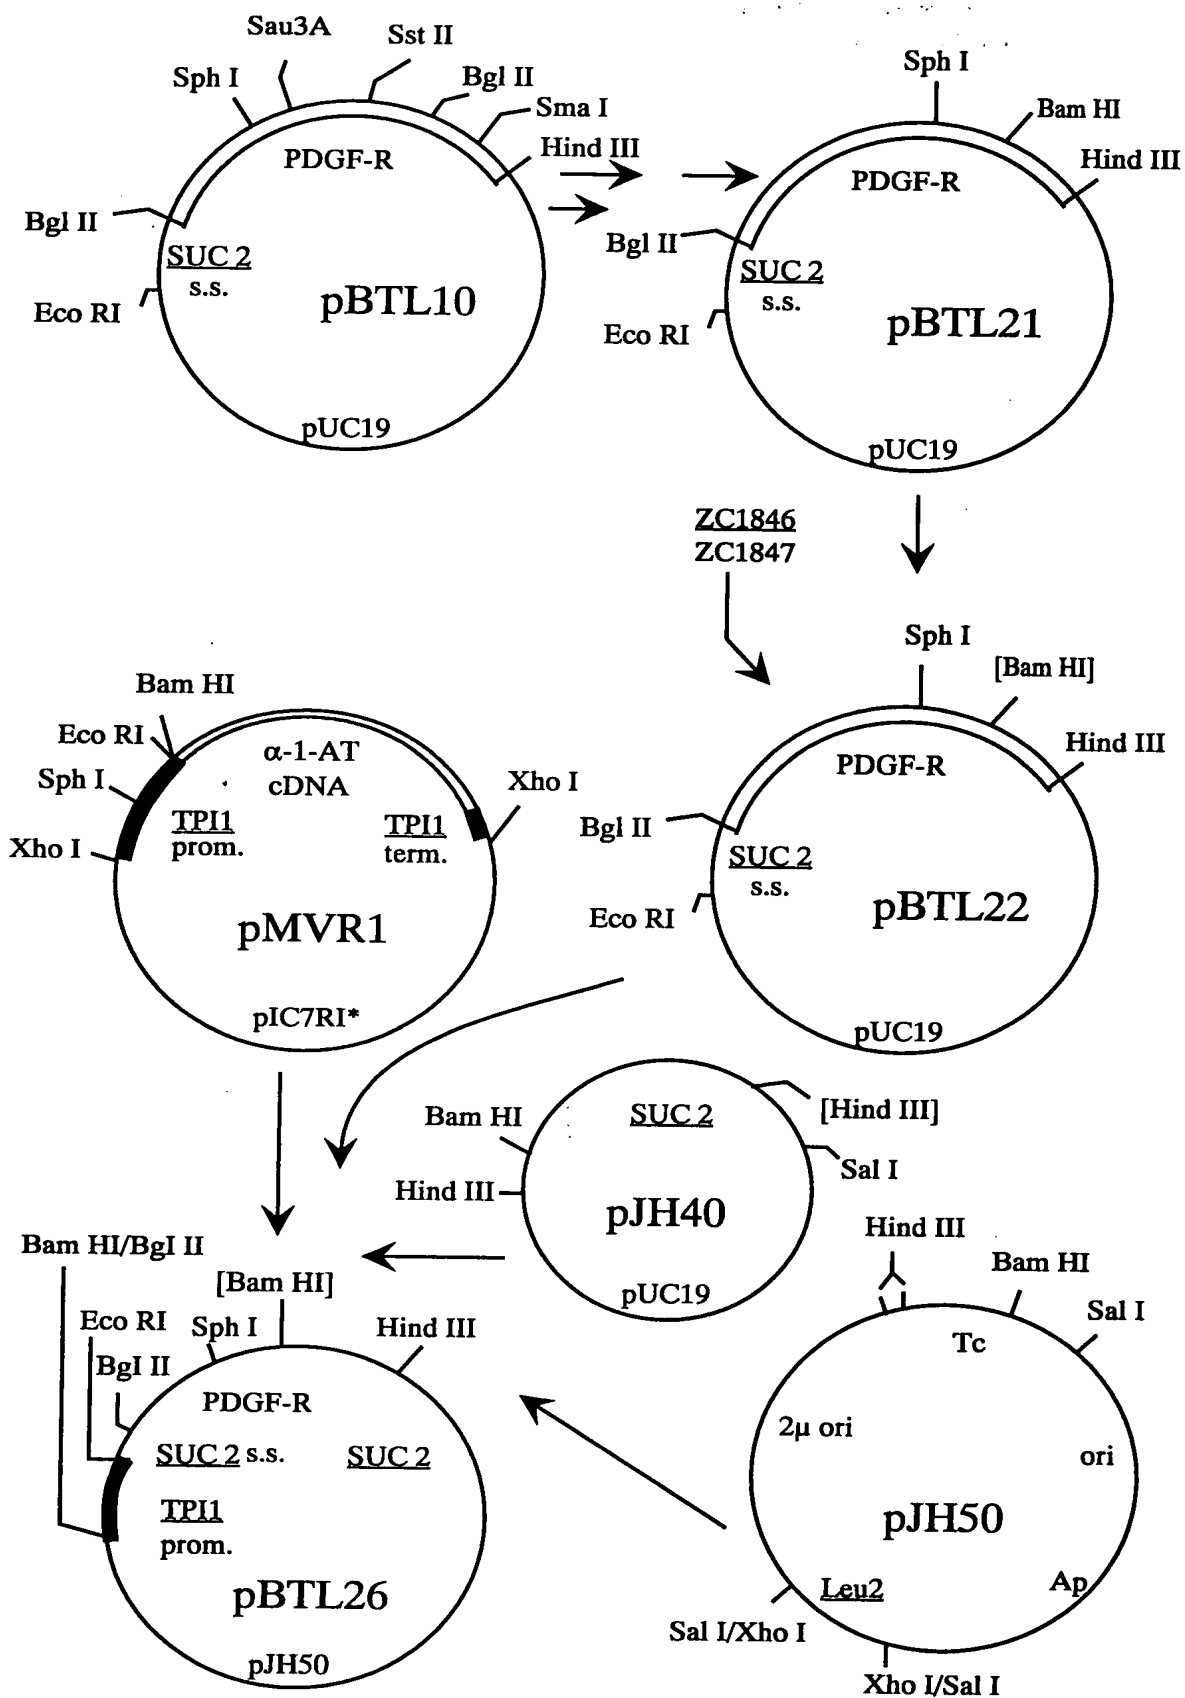 Sau3A
Sst II
Sph I
Bgl II
Sma I
Hind III
PDGF-R
Bgl II
SUC 2
s.s.
Eco RI
pBTL10
pUC19
Sph I
Bam HI
Hind III
PDGF-R
Bgl II
SUC 2
s.s.
Eco RI
pBTL21
pUC19
ZC1846
ZC1847
Sph I
[Bam HI]
Hind III
PDGF-R
Bgl II
SUC 2
s.s.
Eco RI
pBTL22
pUC19
Bam HI
Eco RI
Sph I
Xho I
α-1-AT
cDNA
TPI1
prom.
TPI1
term.
Xho I
pMVR1
pIC7RI*
Bam HI
Hind III
SUC 2
[Hind III]
Sal I
pJH40
pUC19
Bam HI/BgI II
[Bam HI]
Eco RI
Sph I
Hind III
BgI II
PDGF-R
SUC 2 s.s.
SUC 2
TPI1
prom.
pBTL26
pJH50
Hind III
Bam HI
Sal I
Tc
2μ ori
ori
pJH50
Leu2
Ap
Sal I/Xho I
Xho I/Sal I